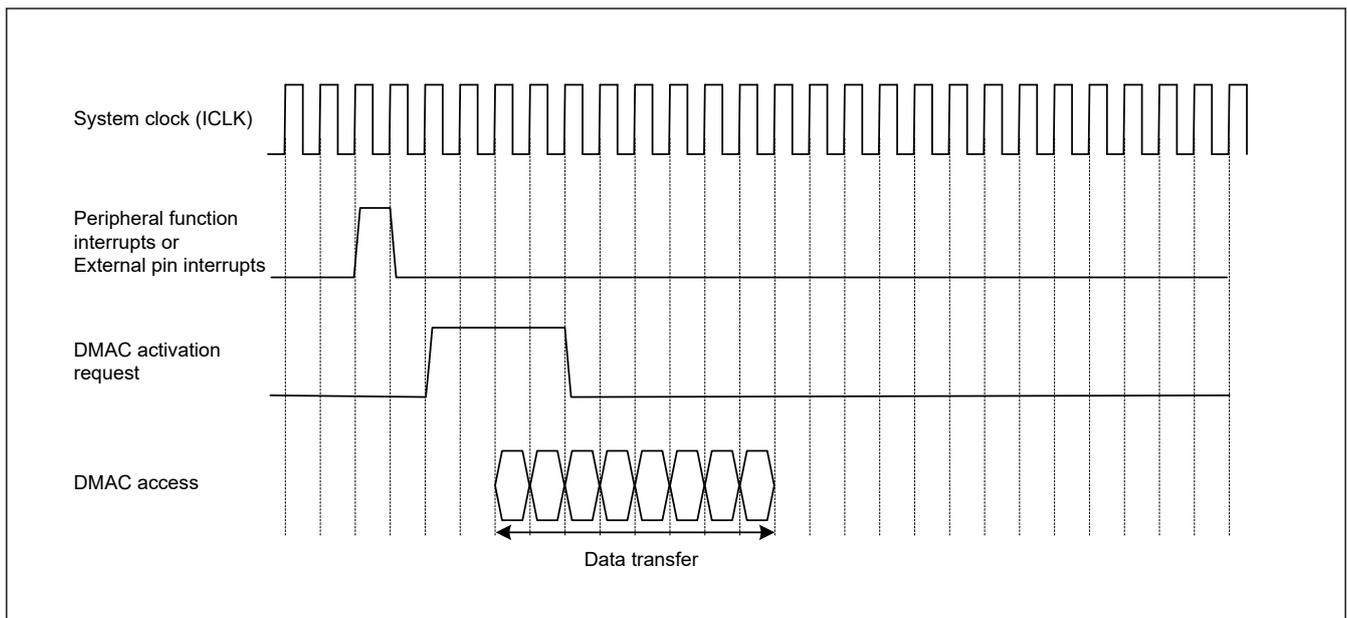 System clock (ICLK)
Peripheral function
interrupts or
External pin interrupts
DMAC activation
request
DMAC access
Data transfer